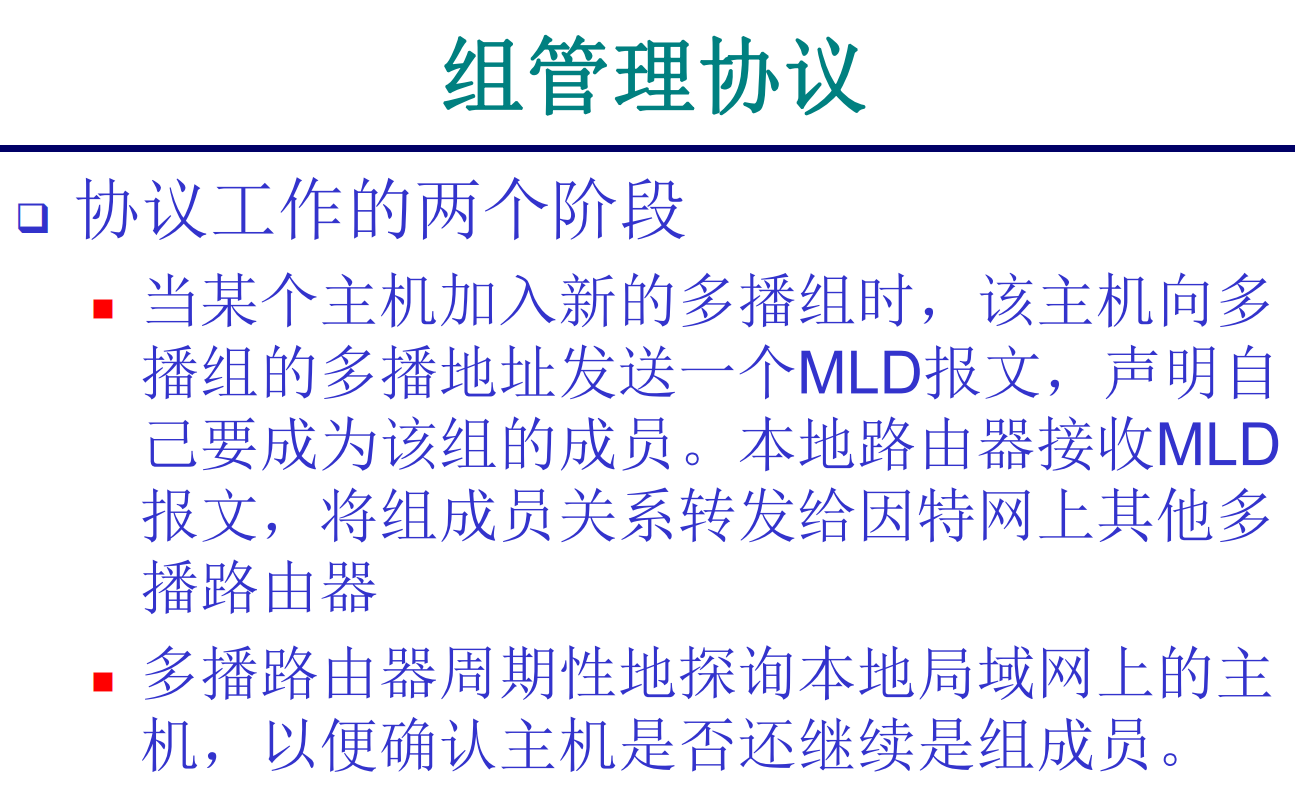 组管理协议
协议工作的两个阶段
当某个主机加入新的多播组时，该主机向多
播组的多播地址发送一个MLD报文，声明自
己要成为该组的成员。本地路由器接收MLD
报文，将组成员关系转发给因特网上其他多
播路由器
多播路由器周期性地探询本地局域网上的主
机，以便确认主机是否还继续是组成员。